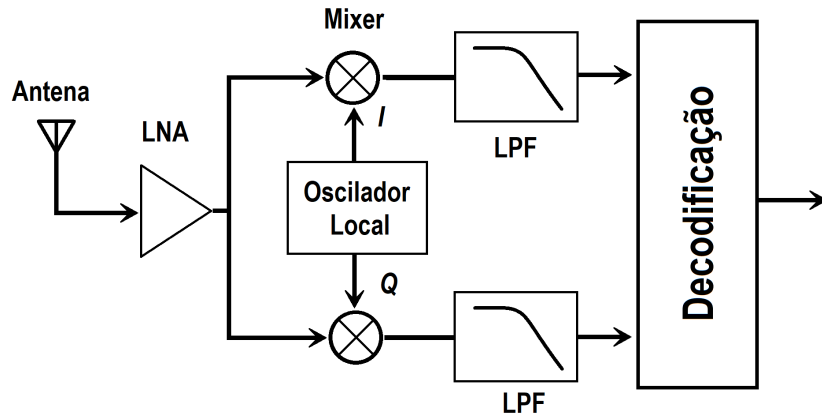 Mixer
Antena
LNA
I
LPF
Oscilador
Local
Q
LPF
Decodificação